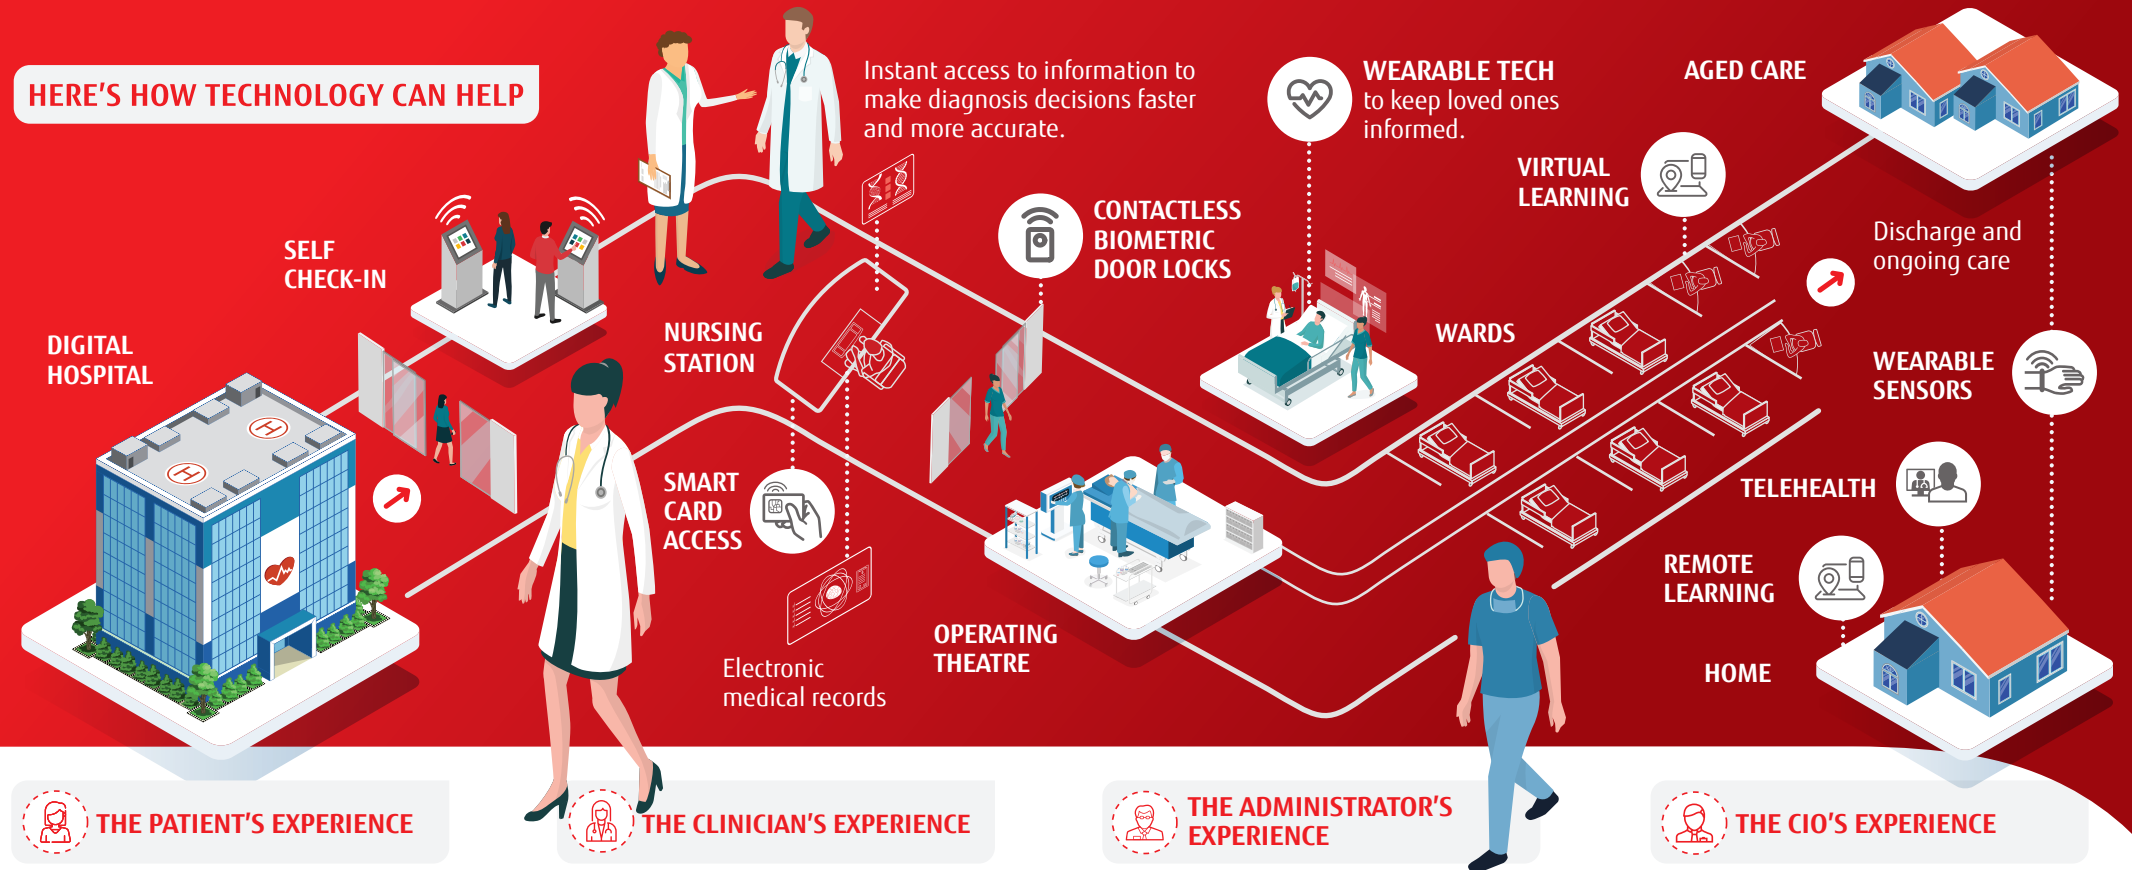 HERE'S HOW TECHNOLOGY CAN HELP
Instant access to information to
make diagnosis decisions faster
and more accurate.
WEARABLE TECH
to keep loved ones
informed.
AGED CARE
VIRTUAL
LEARNING
CONTACTLESS
BIOMETRIC
DOOR LOCKS
SELF
CHECK-IN
Discharge and
ongoing care
DIGITAL
HOSPITAL
NURSING
STATION
WARDS
WEARABLE
SENSORS
H
H
SMART
CARD
ACCESS
TELEHEALTH
REMOTE
LEARNING
OPERATING
THEATRE
Electronic
medical records
HOME
THE PATIENT'S EXPERIENCE
THE CLINICIAN'S EXPERIENCE
THE ADMINISTRATOR'S
EXPERIENCE
THE CIO'S EXPERIENCE